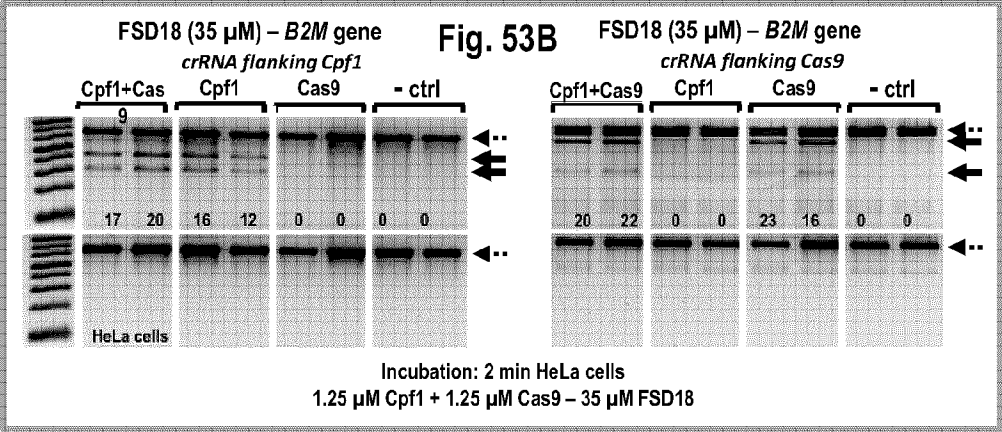 FSD18 (35 µM) – B2M gene
crRNA flanking Cpf1
Fig. 53B
FSD18 (35 µM) – B2M gene
crRNA flanking Cas9
Cpf1+Cas 9
Cpf1
Cas9
- ctrl
Cpf1+Cas9
Cpf1
Cas9
- ctrl
17 20 16 12 0 0 0 0
20 22 0 0 23 16 0 0
HeLa cells
Incubation: 2 min HeLa cells
1.25 µM Cpf1 + 1.25 µM Cas9 – 35 µM FSD18